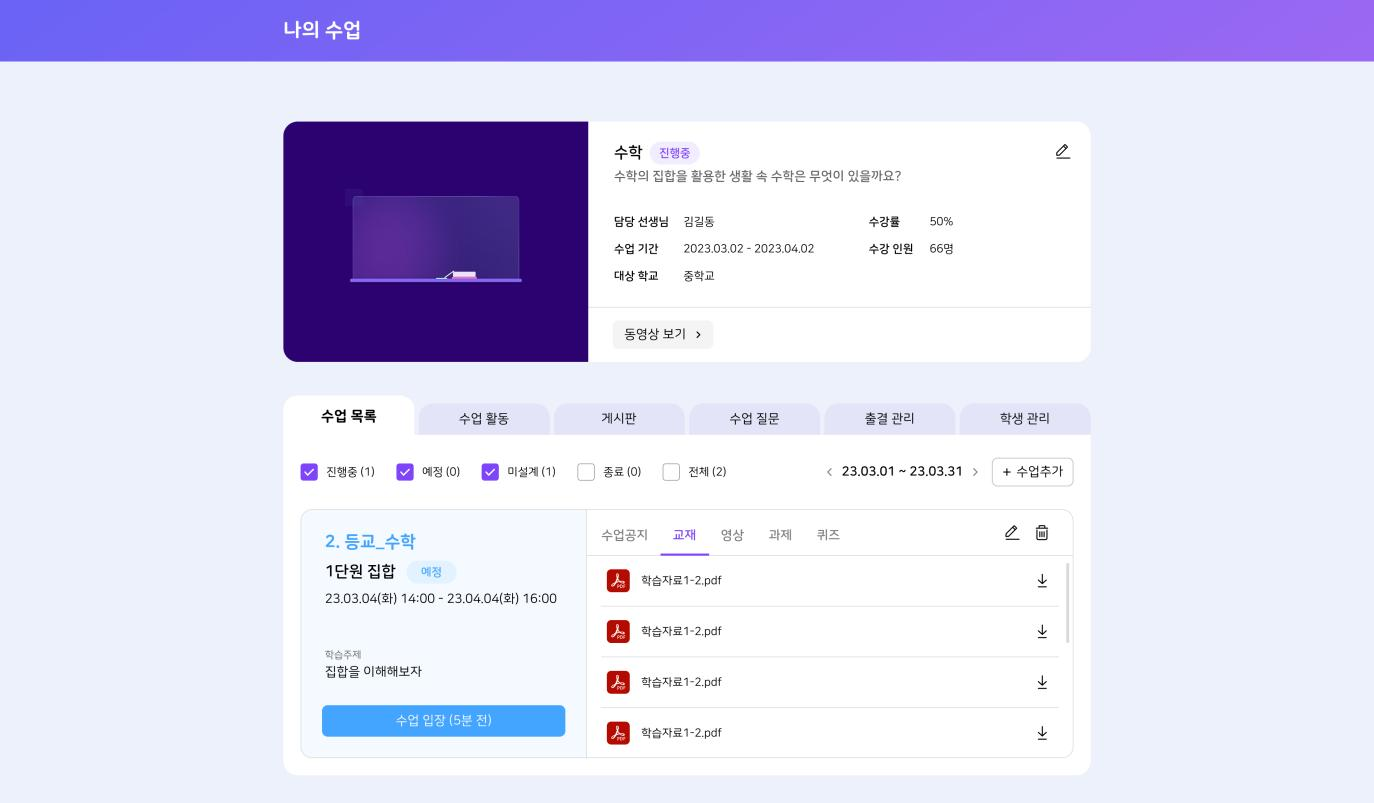 나의 수업
수학 진행중
수학의 집합을 활용한 생활 속 수학은 무엇이 있을까요?
담당 선생님 김길동 수강률 50%
수업 기간 2023.03.02 - 2023.04.02 수강 인원 66명
대상 학교 중학교
동영상 보기 >
수업 목록 수업 활동 게시판 수업 질문 출결 관리 학생 관리
진행중 (1) 예정 (0) 미설계 (1) 종료 (0) 전체 (2) < 23.03.01 ~ 23.03.31 > + 수업추가
2. 등교_수학
1단원 집합 예정
23.03.04(화) 14:00 - 23.04.04(화) 16:00
학습주제
집합을 이해해보자
수업 입장 (5분 전)
수업공지 교재 영상 과제 퀴즈
PDF 학습자료1-2.pdf
PDF 학습자료1-2.pdf
PDF 학습자료1-2.pdf
PDF 학습자료1-2.pdf